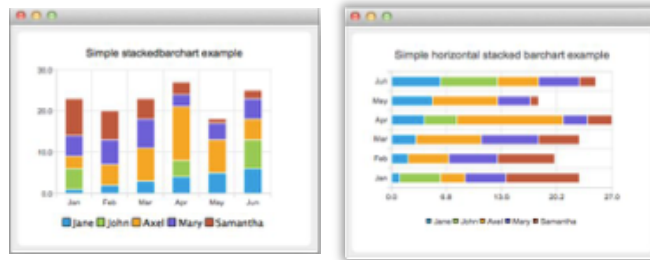 Simple stackedbarchart example
30.0
20.0
10.0
0.0
Jan Feb Mar Apr May Jun
Jane John Axel Mary Samantha
Simple horizontal stacked barchart example
Jun
May
Apr
Mar
Feb
Jan
0.0 6.8 13.5 20.2 27.0
Jane John Axel Mary Samantha